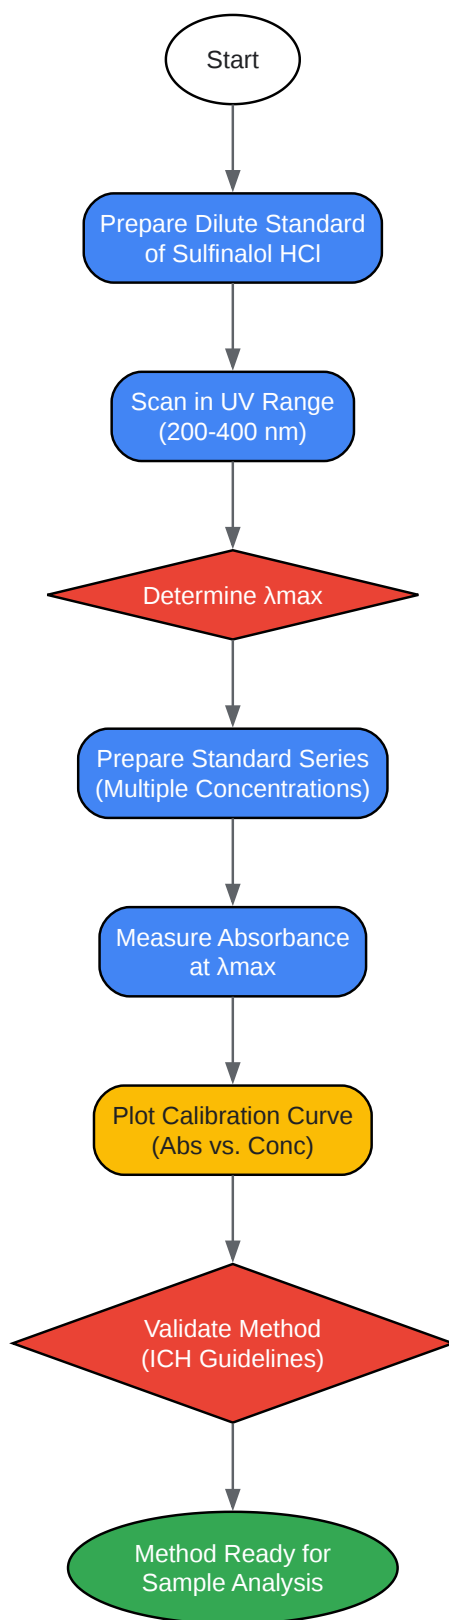 Start
Prepare Dilute Standard
of Sulfinalol HCl
Scan in UV Range
(200-400 nm)
Determine λmax
Prepare Standard Series
(Multiple Concentrations)
Measure Absorbance
at λmax
Plot Calibration Curve
(Abs vs. Conc)
Validate Method
(ICH Guidelines)
Method Ready for
Sample Analysis